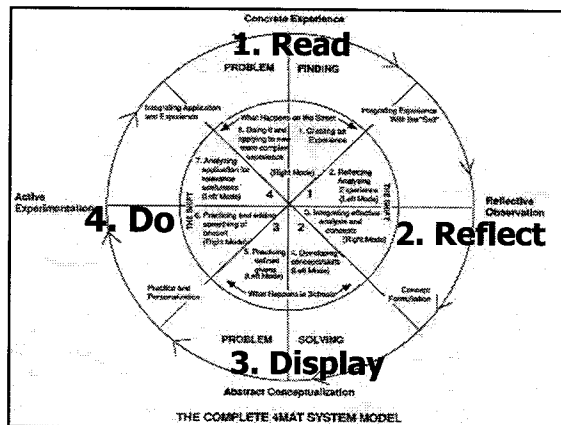 Concrete Experience
1. Read
PROBLEM FINDING
Integrating Application
and Experience
Integrating Experience
With the "Self"
What Happens on the Street
8. Doing it and
applying to new
more complex
experience
1. Creating an
Experience
(Right Mode)
7. Analyzing
application for
relevance
(Left Mode)
2. Reflecting
Analyzing
Experience
(Left Mode)
4 1
Active
Experimentation
4. Do
THE SHIFT
THE SHIFT
Reflective
Observation
2. Reflect
6. Practicing and adding
something of
oneself
(Right Mode)
3. Integrating reflective
analysis and
concepts
(Right Mode)
3 2
5. Practicing
defined
givens
(Left Mode)
4. Developing
concepts/skills
(Left Mode)
Practice and
Personalization
Concept
Formulation
What Happens in Schools
PROBLEM SOLVING
3. Display
Abstract Conceptualization
THE COMPLETE 4MAT SYSTEM MODEL